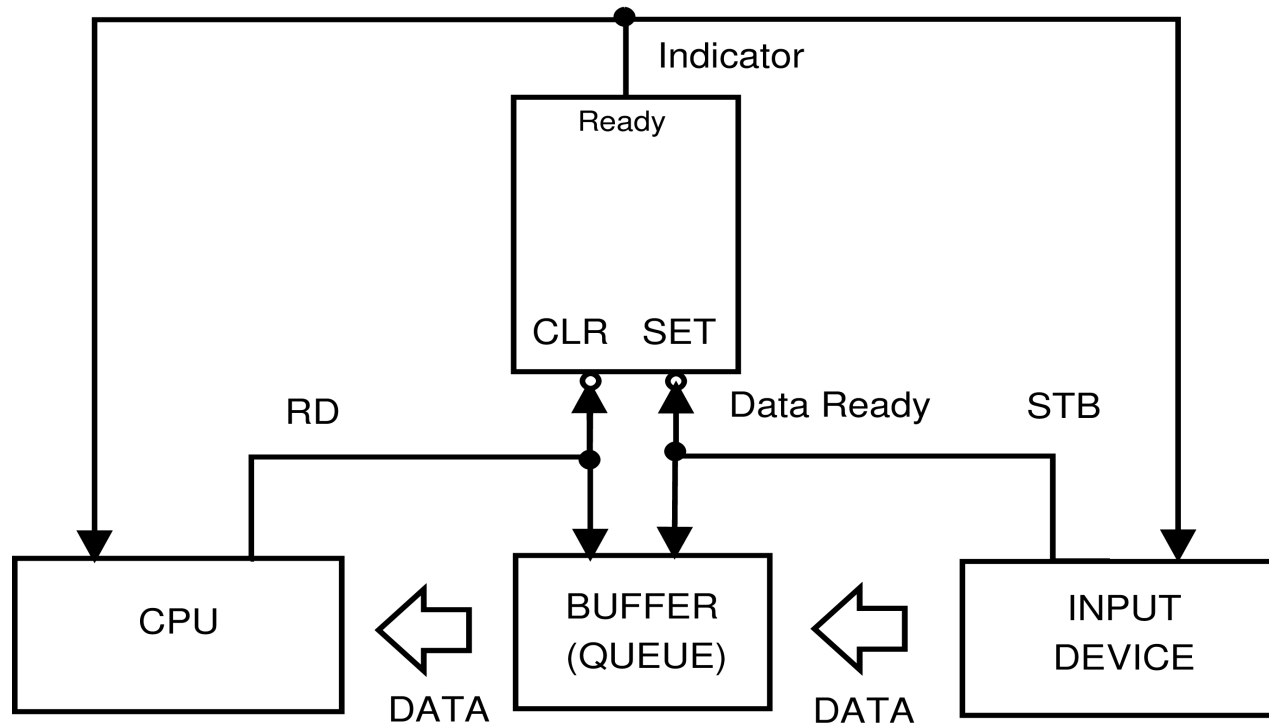 Indicator
Ready
CLR SET
RD
Data Ready
STB
CPU
BUFFER
(QUEUE)
INPUT
DEVICE
DATA
DATA